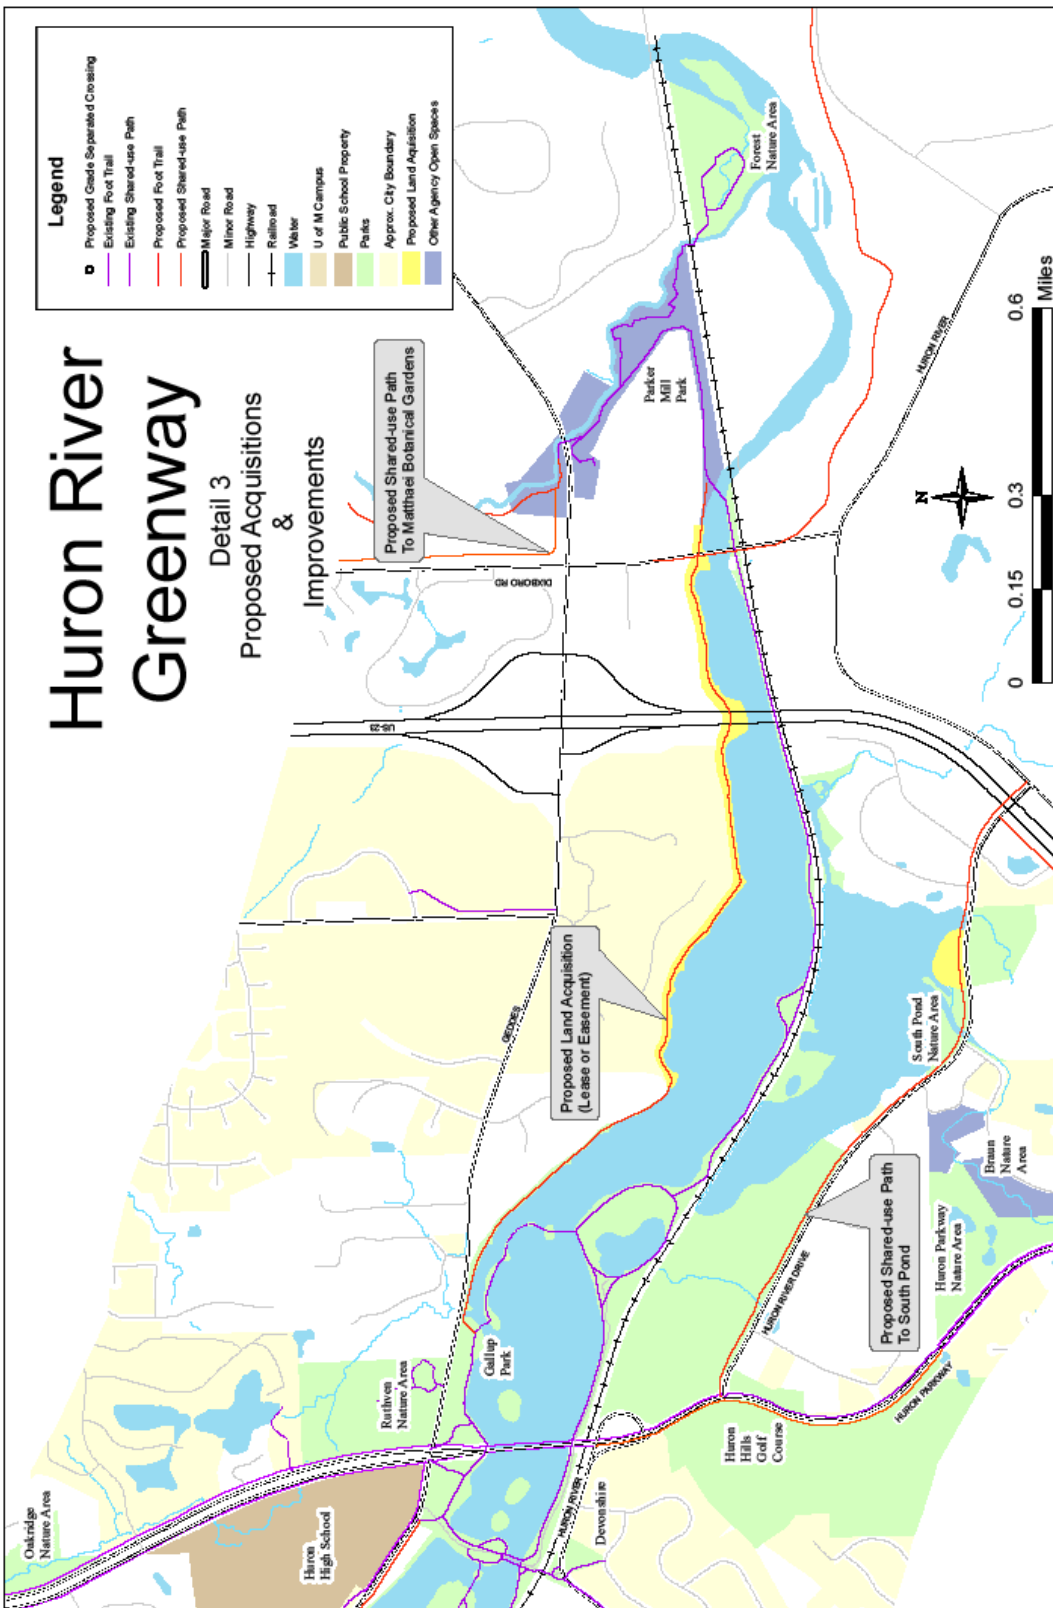 Huron River
Greenway
Detail 3
Proposed Acquisitions
&
Improvements
Legend
Proposed Grade Separated Crossing
Existing Foot Trail
Existing Shared-use Path
Proposed Foot Trail
Proposed Shared-use Path
Major Road
Minor Road
Highway
Railroad
Water
U of M Campus
Public School Property
Parks
Approx. City Boundary
Proposed Land Aquisition
Other Agency Open Spaces
Proposed Shared-use Path
To Matthaei Botanical Gardens
Proposed Land Acquisition
(Lease or Easement)
Proposed Shared-use Path
To South Pond
Oakridge
Nature Area
Huron
High School
Ruthven
Nature Area
Gallup
Park
GEDDES
US-23
DIXBORO RD
Parker
Mill
Park
Forest
Nature Area
HURON RIVER
Devonshire
HURON RIVER
Huron
Hills
Golf
Course
HURON PARKWAY
HURON RIVER DRIVE
Huron Parkway
Nature Area
Braun
Nature
Area
South Pond
Nature Area
N
0
0.15
0.3
0.6
Miles